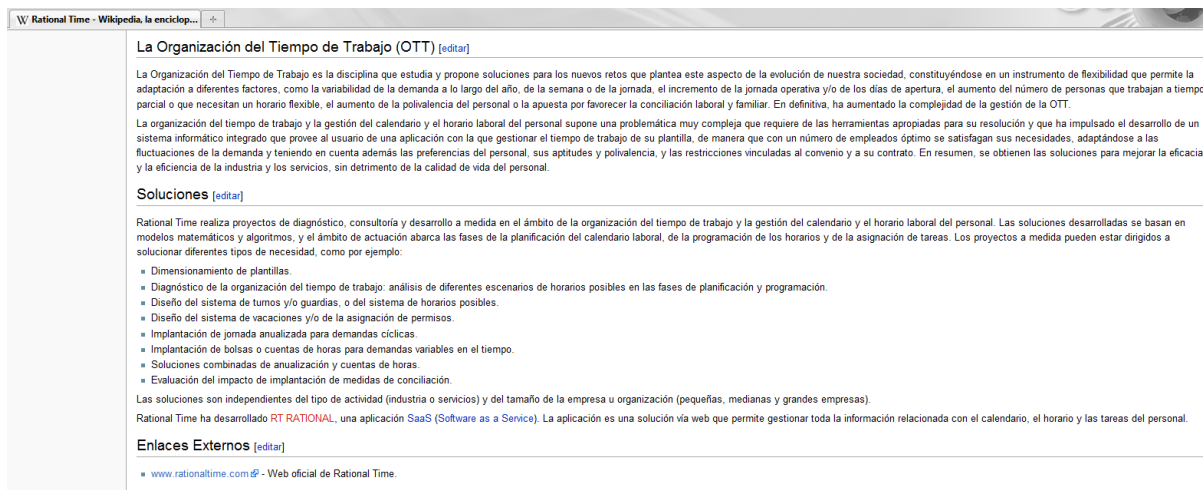 W Rational Time - Wikipedia, la enciclop...
La Organización del Tiempo de Trabajo (OTT) [editar]
La Organización del Tiempo de Trabajo es la disciplina que estudia y propone soluciones para los nuevos retos que plantea este aspecto de la evolución de nuestra sociedad, constituyéndose en un instrumento de flexibilidad que permite la
adaptación a diferentes factores, como la variabilidad de la demanda a lo largo del año, de la semana o de la jornada, el incremento de la jornada operativa y/o de los días de apertura, el aumento del número de personas que trabajan a tiempo
parcial o que necesitan un horario flexible, el aumento de la polivalencia del personal o la apuesta por favorecer la conciliación laboral y familiar. En definitiva, ha aumentado la complejidad de la gestión de la OTT.
La organización del tiempo de trabajo y la gestión del calendario y el horario laboral del personal supone una problemática muy compleja que requiere de las herramientas apropiadas para su resolución y que ha impulsado el desarrollo de un
sistema informático integrado que provee al usuario de una aplicación con la que gestionar el tiempo de trabajo de su plantilla, de manera que con un número de empleados óptimo se satisfagan sus necesidades, adaptándose a las
fluctuaciones de la demanda y teniendo en cuenta además las preferencias del personal, sus aptitudes y polivalencia, y las restricciones vinculadas al convenio y a su contrato. En resumen, se obtienen las soluciones para mejorar la eficacia
y la eficiencia de la industria y los servicios, sin detrimento de la calidad de vida del personal.
Soluciones [editar]
Rational Time realiza proyectos de diagnóstico, consultoría y desarrollo a medida en el ámbito de la organización del tiempo de trabajo y la gestión del calendario y el horario laboral del personal. Las soluciones desarrolladas se basan en
modelos matemáticos y algoritmos, y el ámbito de actuación abarca las fases de la planificación del calendario laboral, de la programación de los horarios y de la asignación de tareas. Los proyectos a medida pueden estar dirigidos a
solucionar diferentes tipos de necesidad, como por ejemplo:
Dimensionamiento de plantillas.
Diagnóstico de la organización del tiempo de trabajo: análisis de diferentes escenarios de horarios posibles en las fases de planificación y programación.
Diseño del sistema de turnos y/o guardias, o del sistema de horarios posibles.
Diseño del sistema de vacaciones y/o de la asignación de permisos.
Implantación de jornada anualizada para demandas cíclicas.
Implantación de bolsas o cuentas de horas para demandas variables en el tiempo.
Soluciones combinadas de anualización y cuentas de horas.
Evaluación del impacto de implantación de medidas de conciliación.
Las soluciones son independientes del tipo de actividad (industria o servicios) y del tamaño de la empresa u organización (pequeñas, medianas y grandes empresas).
Rational Time ha desarrollado RT RATIONAL, una aplicación SaaS (Software as a Service). La aplicación es una solución vía web que permite gestionar toda la información relacionada con el calendario, el horario y las tareas del personal.
Enlaces Externos [editar]
www.rationaltime.com - Web oficial de Rational Time.